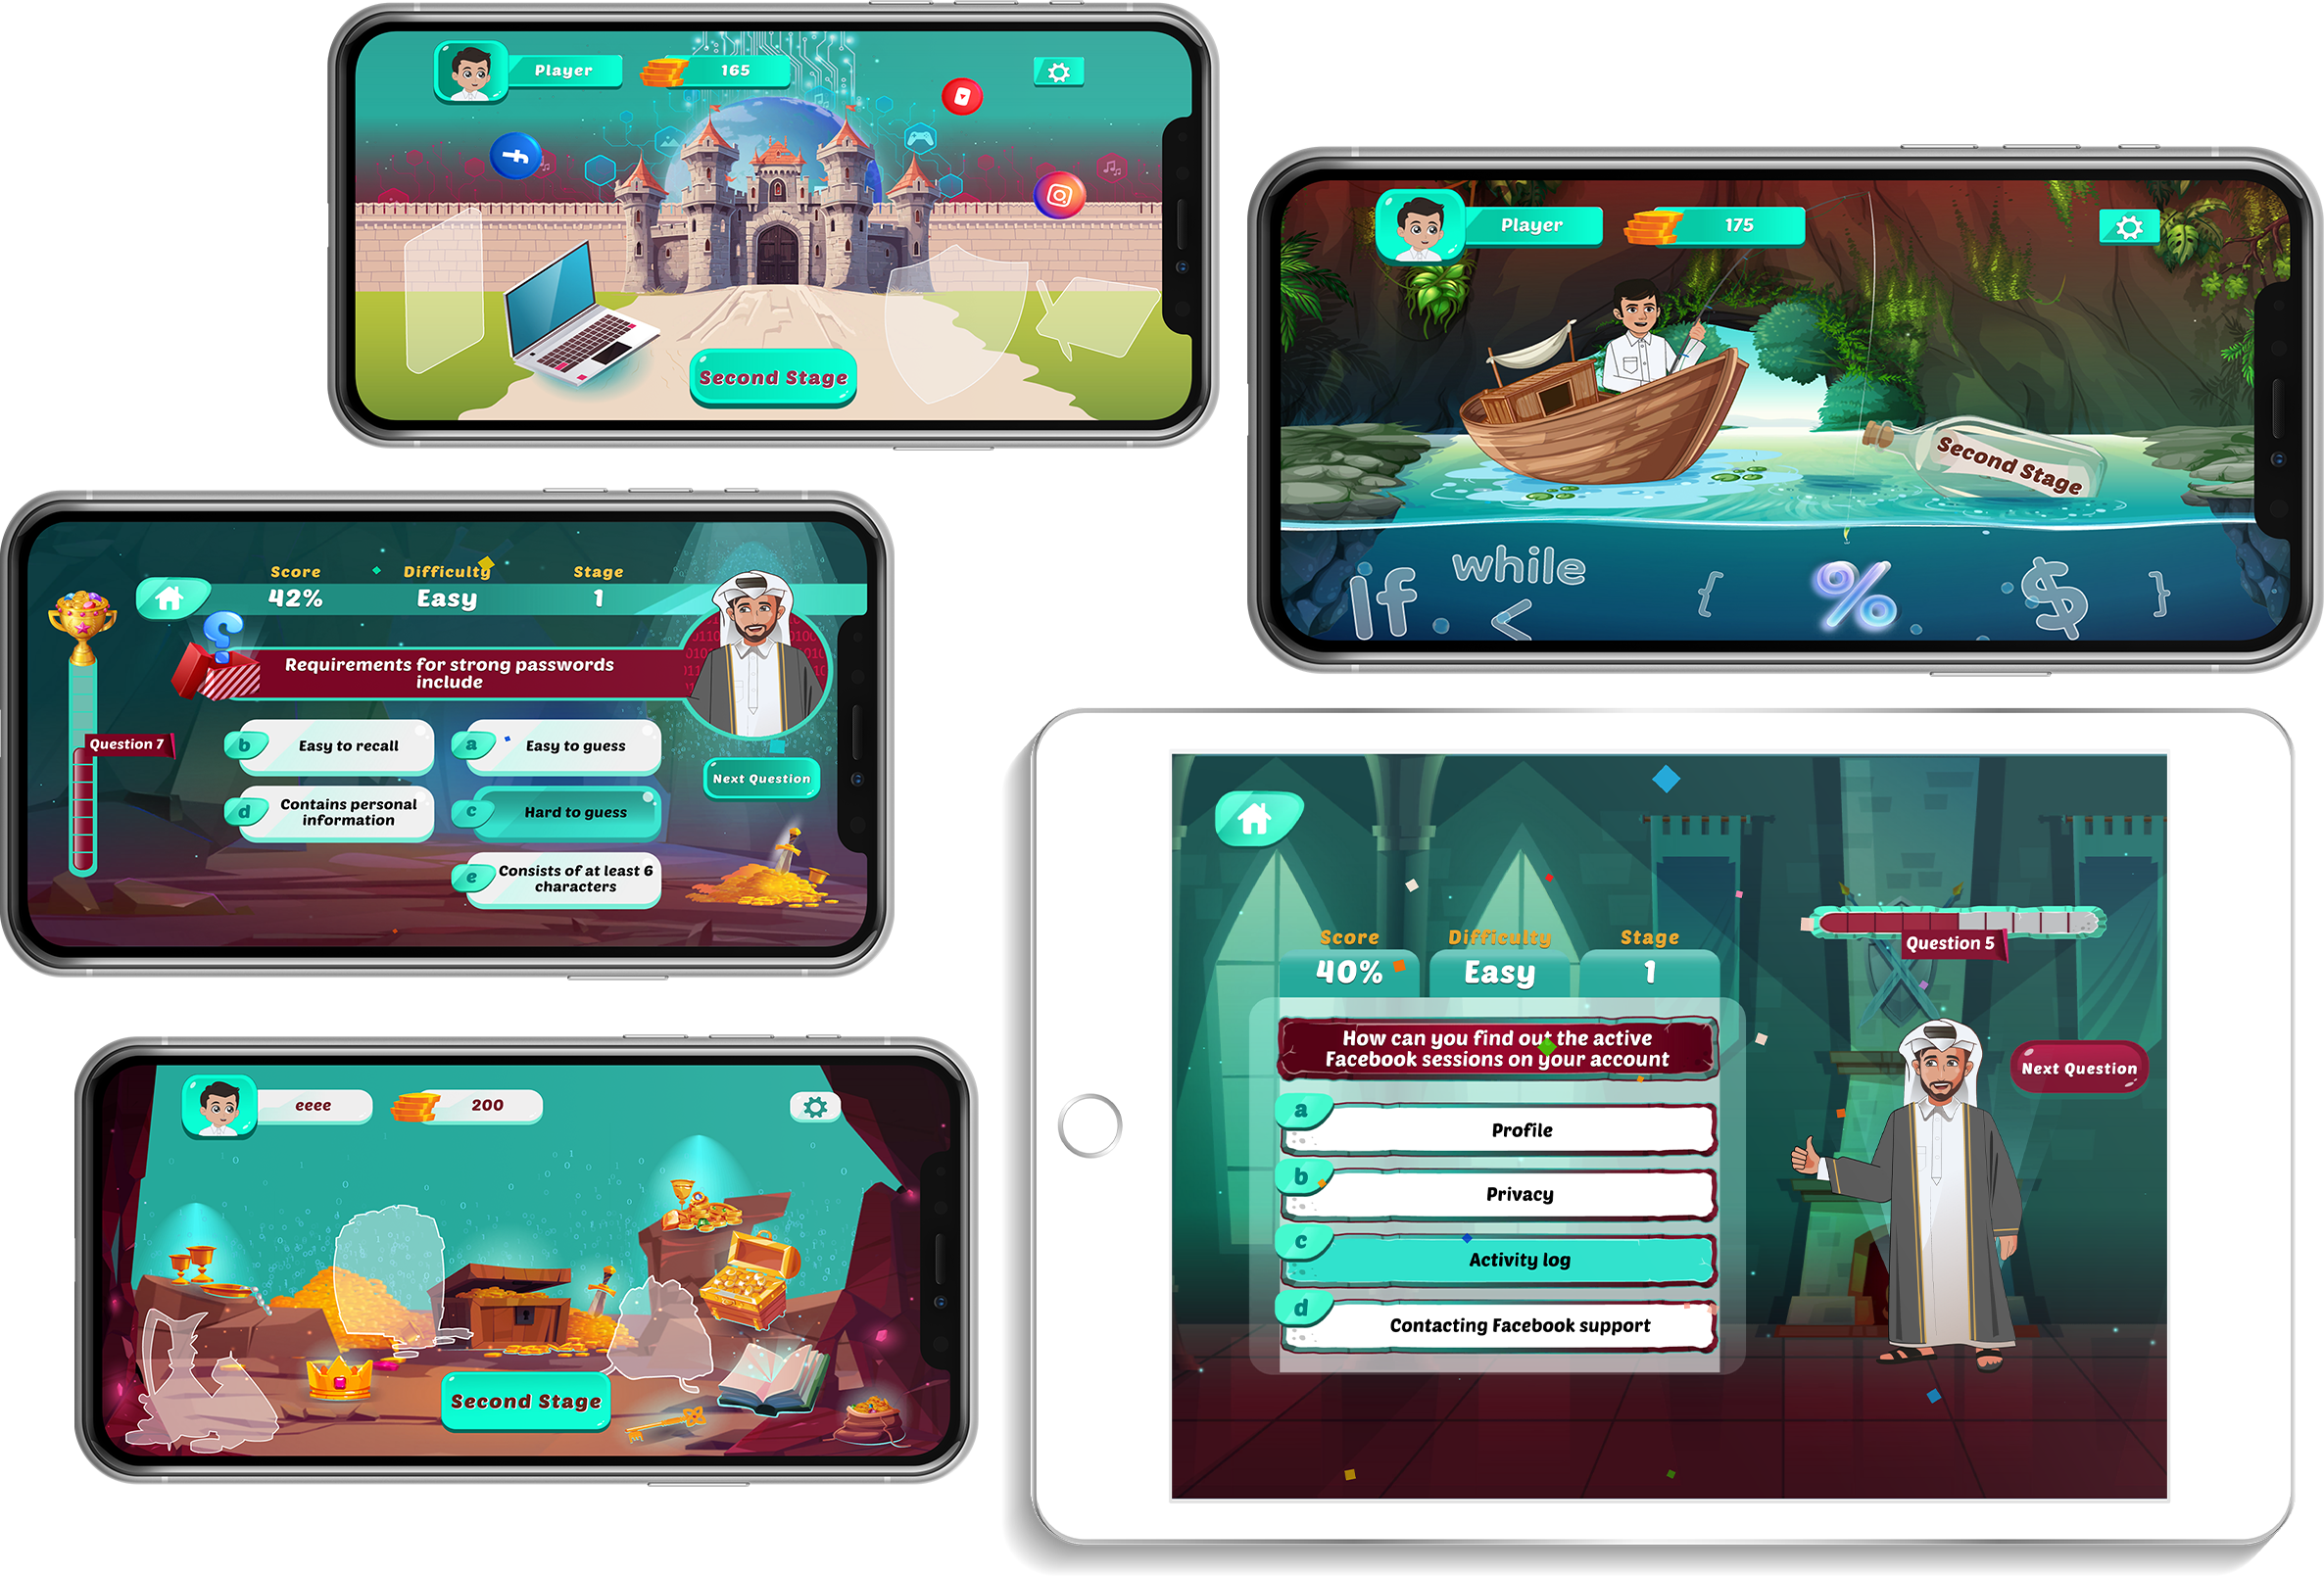 Player
165
Second Stage
Player
175
Second Stage
If
while
<
{
%
$
}
Score
Difficulty
Stage
42%
Easy
1
Requirements for strong passwords
include
Question 7
b
Easy to recall
a
Easy to guess
Next Question
d
Contains personal
information
c
Hard to guess
e
Consists of at least 6
characters
eeee
200
Second Stage
Score
Difficulty
Stage
40%
Easy
1
Question 5
How can you find out the active
Facebook sessions on your account
Next Question
a
Profile
b
Privacy
c
Activity log
d
Contacting Facebook support